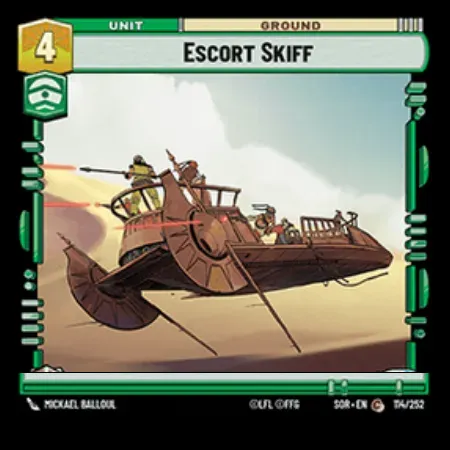 UNIT GROUND
4 ESCORT SKIFF
MICKAEL BALLOUL ©LFL ©FFG SOR • EN C 114/252